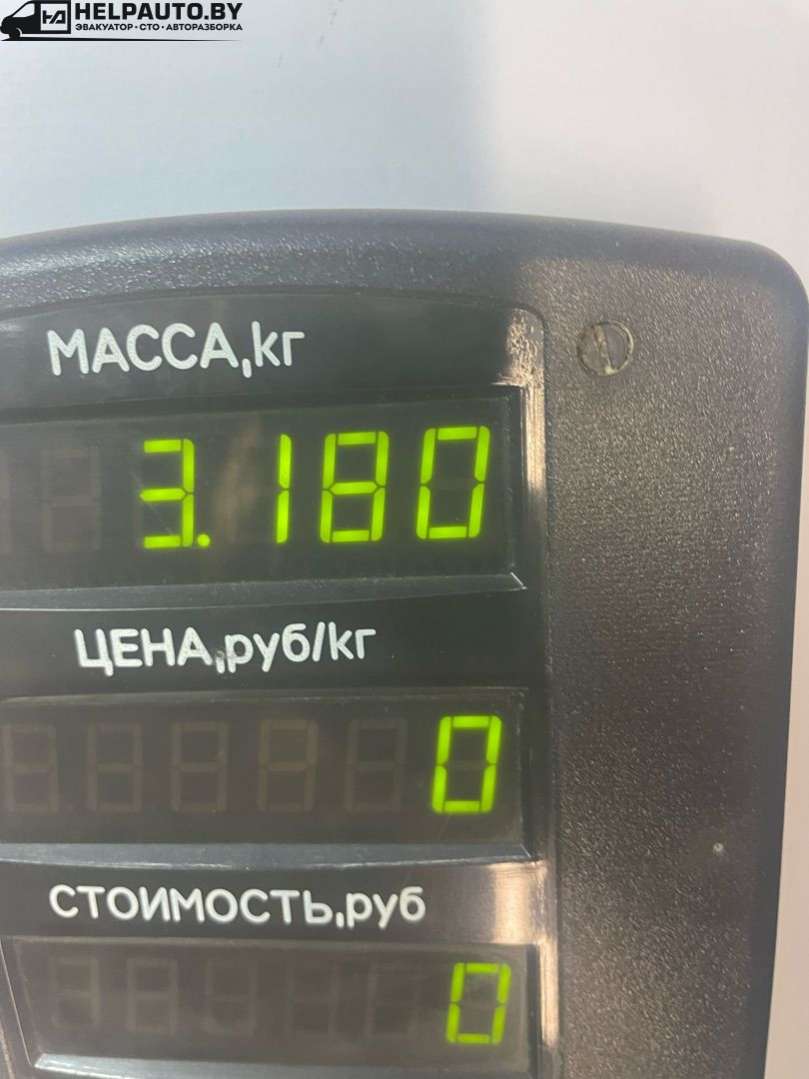 HELPAUTO.BY
ЭВАКУАТОР·СТО·АВТОРАЗБОРКА
МАССА,кг
3.180
ЦЕНА,руб/кг
0
СТОИМОСТЬ,руб
0